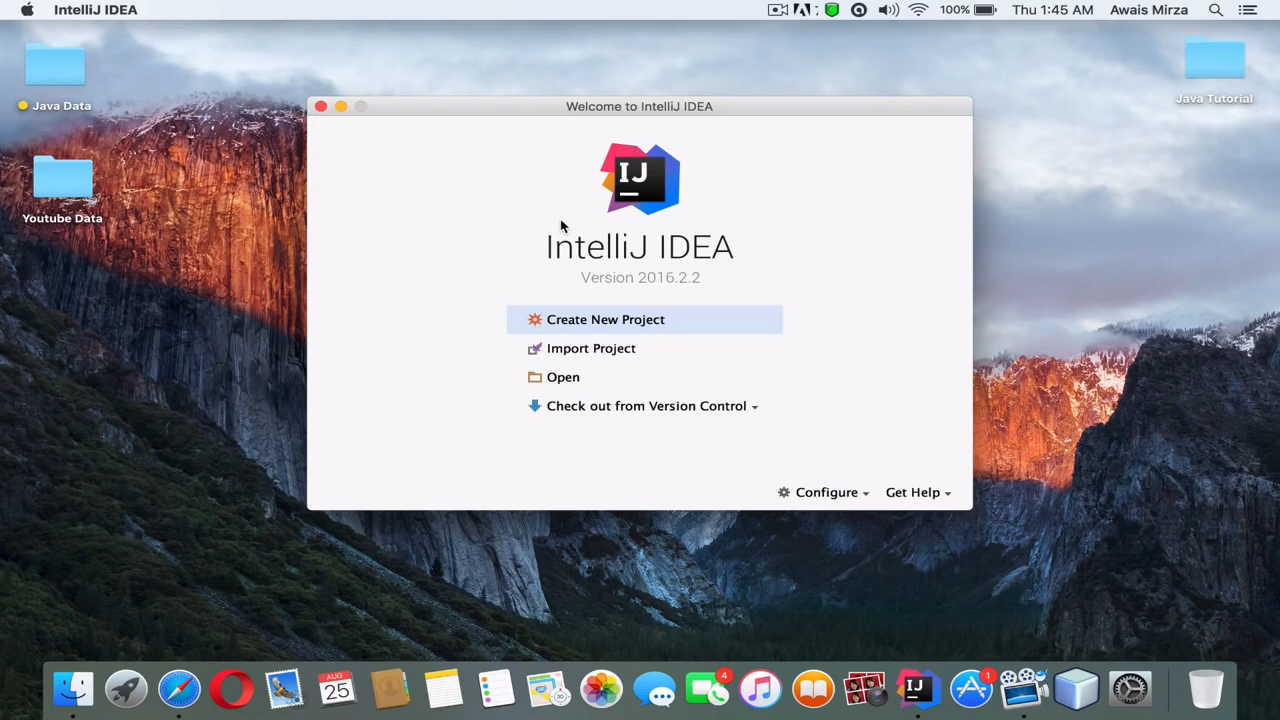 IntelliJ IDEA
100%
Thu 1:45 AM
Awais Mirza
Java Data
Youtube Data
Java Tutorial
Welcome to IntelliJ IDEA
IJ
IntelliJ IDEA
Version 2016.2.2
Create New Project
Import Project
Open
Check out from Version Control
Configure
Get Help
AUG
25
3D
4
IJ
1